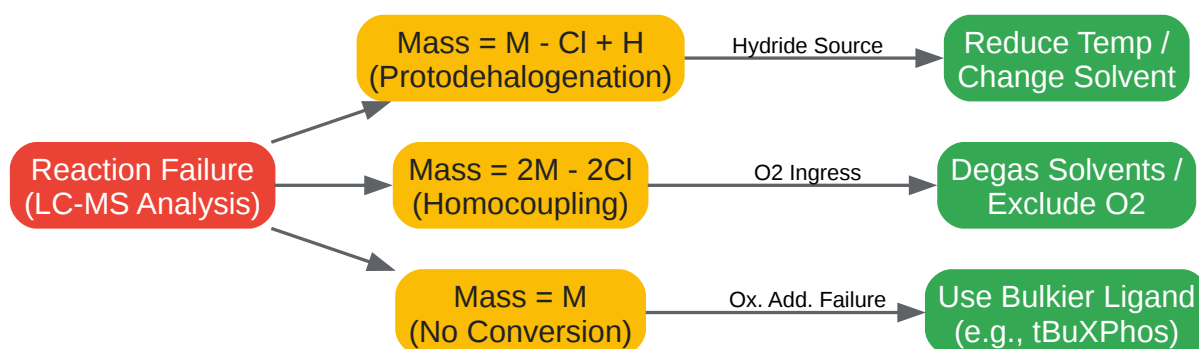 Mass = M - Cl + H
(Protodehalogenation)
Hydride Source
Reduce Temp /
Change Solvent
Reaction Failure
(LC-MS Analysis)
Mass = 2M - 2Cl
(Homocoupling)
O2 Ingress
Degas Solvents /
Exclude O2
Mass = M
(No Conversion)
Ox. Add. Failure
Use Bulkier Ligand
(e.g., tBuXPhos)